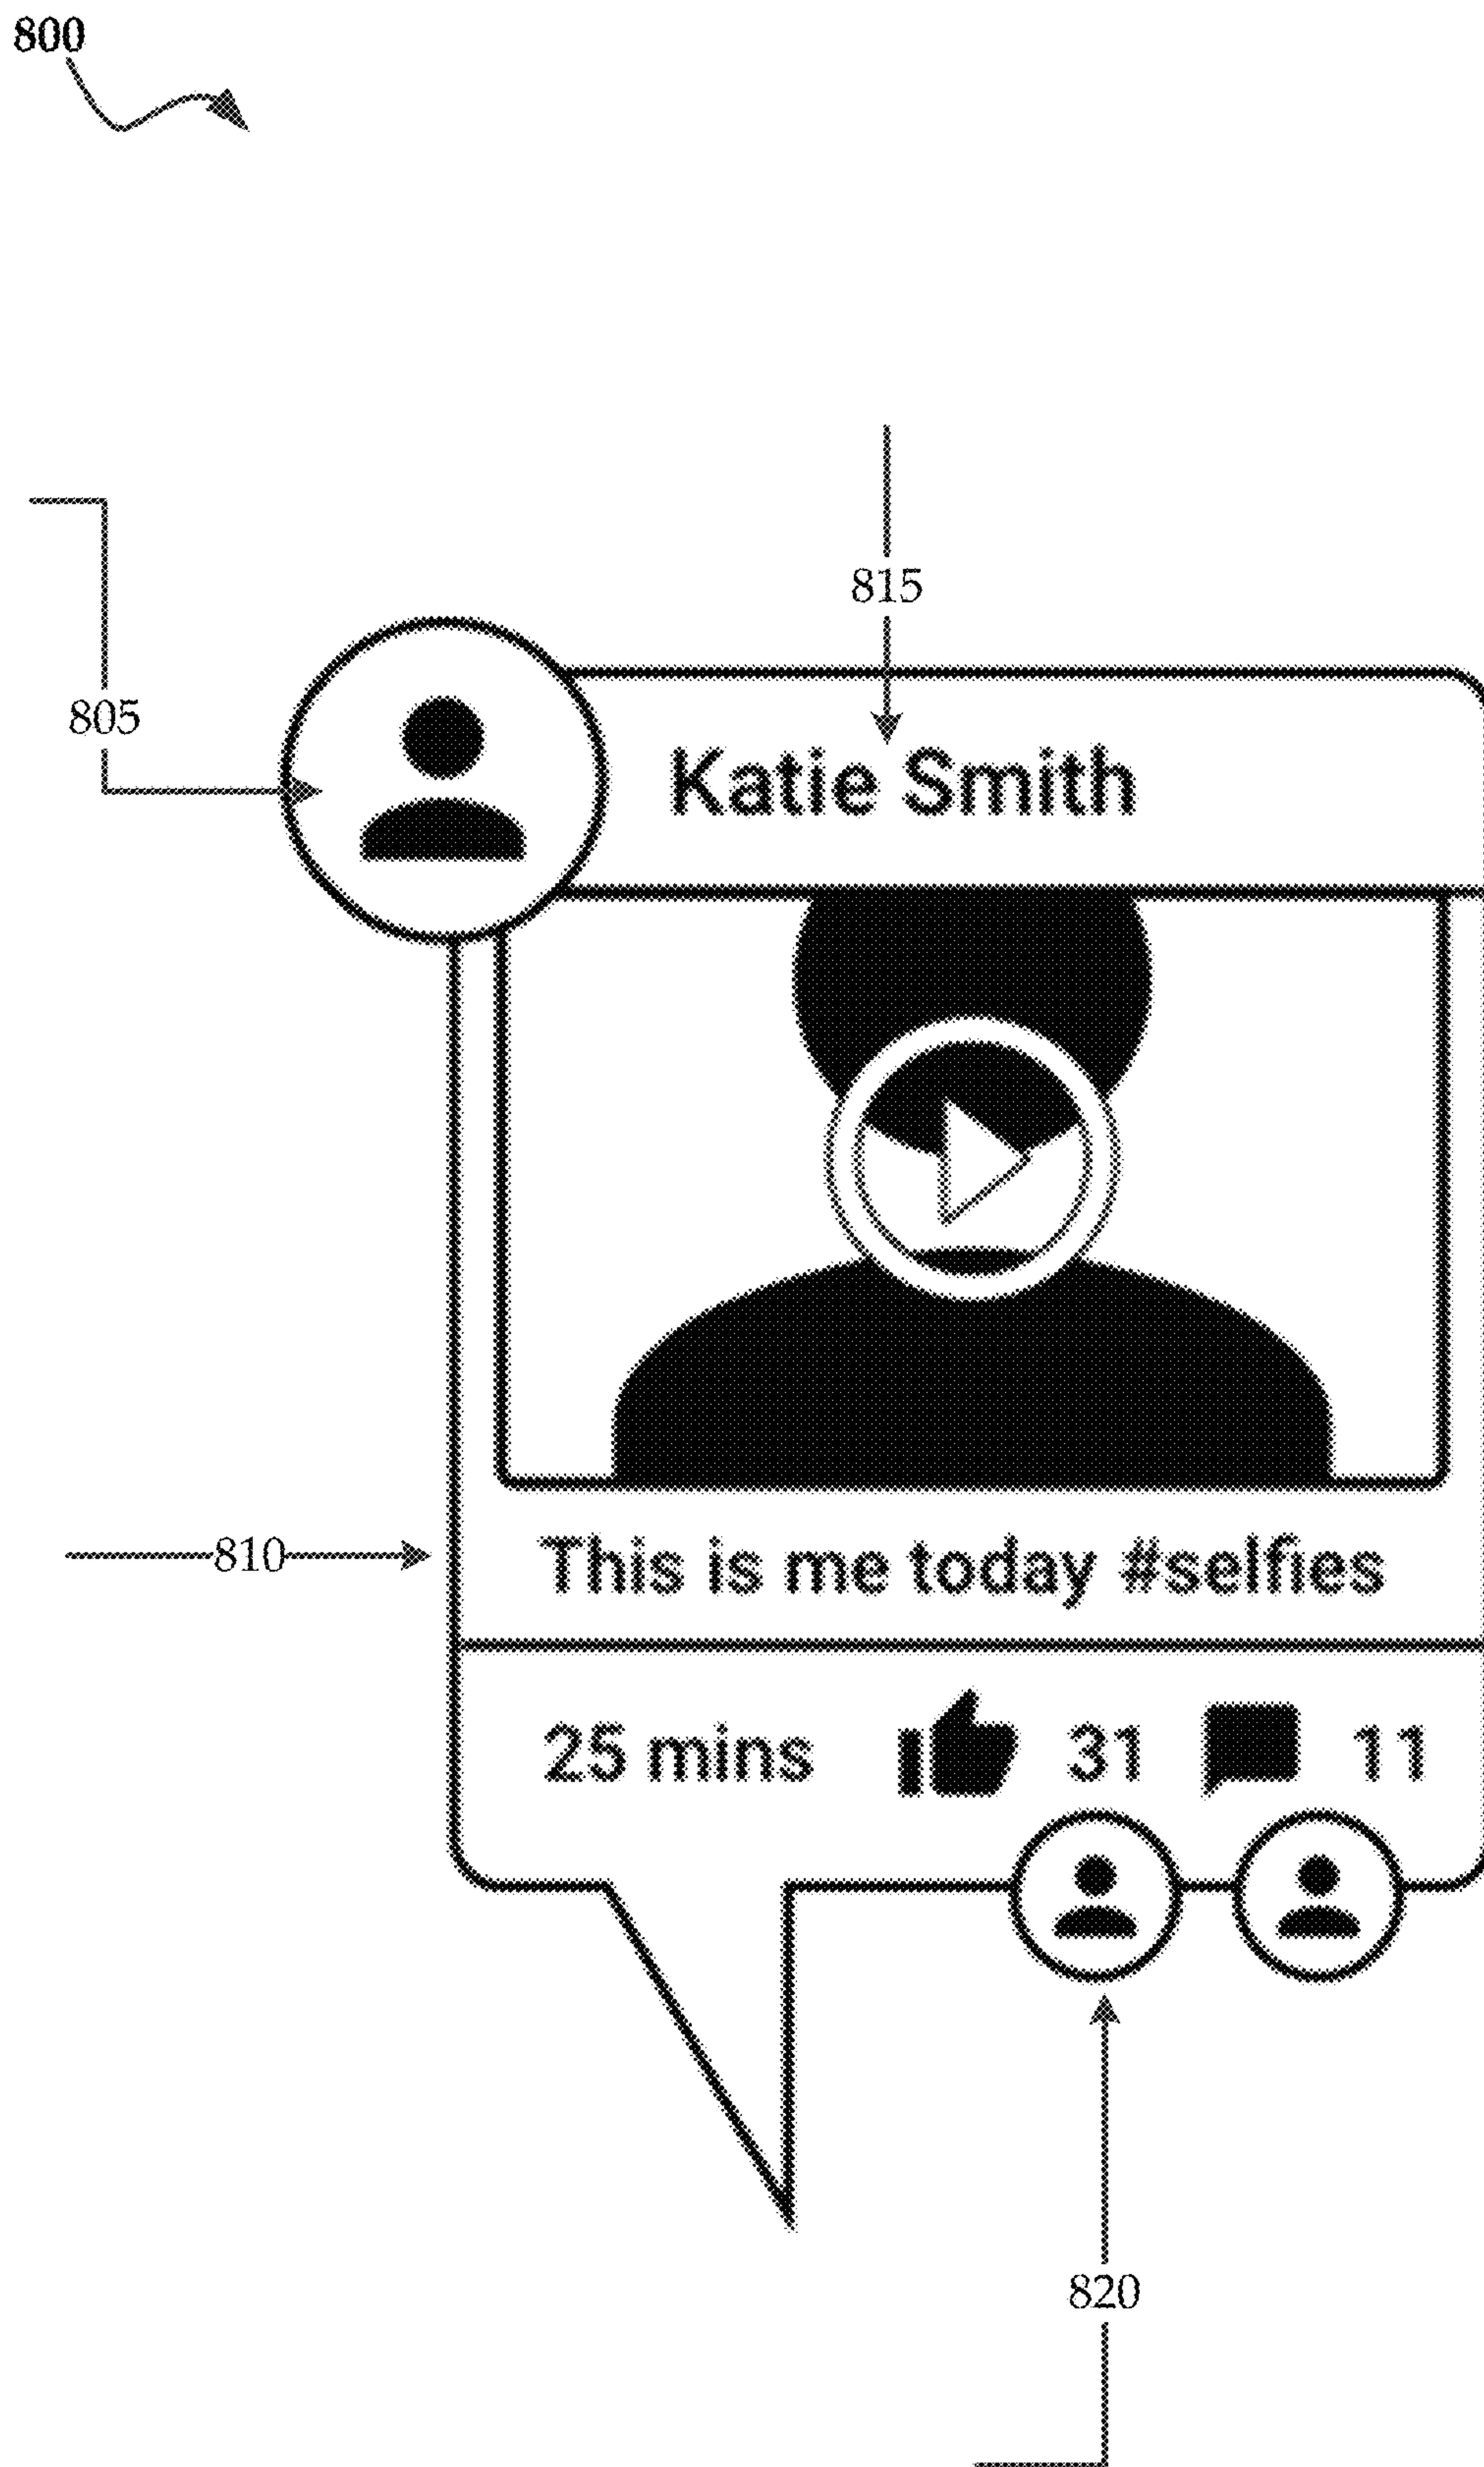 800
815
805
Katie Smith
810
This is me today #selfies
25 mins 31 11
820